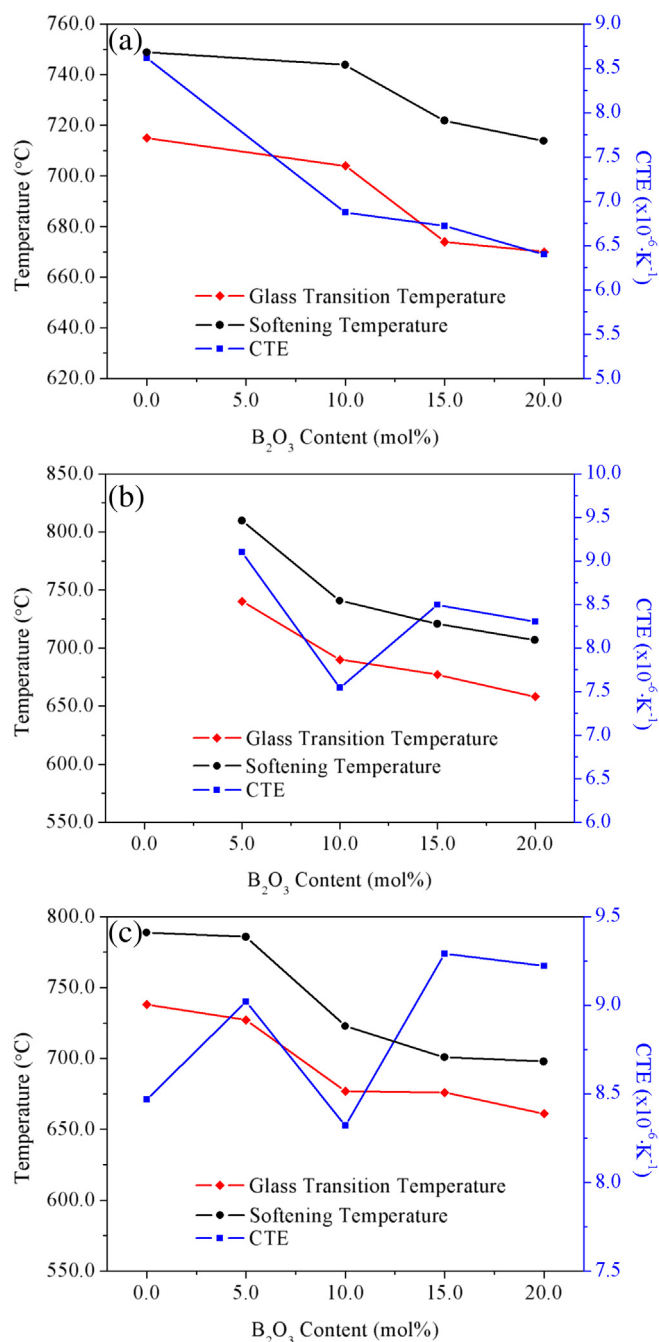 (a)
760.0
740.0
720.0
700.0
680.0
660.0
640.0
620.0
Temperature (°C)
9.0
8.5
8.0
7.5
7.0
6.5
6.0
5.5
5.0
CTE (x10⁻⁶·K⁻¹)
Glass Transition Temperature
Softening Temperature
CTE
0.0 5.0 10.0 15.0 20.0
B₂O₃ Content (mol%)
(b)
850.0
800.0
750.0
700.0
650.0
600.0
550.0
Temperature (°C)
10.0
9.5
9.0
8.5
8.0
7.5
7.0
6.5
6.0
CTE (x10⁻⁶·K⁻¹)
Glass Transition Temperature
Softening Temperature
CTE
0.0 5.0 10.0 15.0 20.0
B₂O₃ Content (mol%)
(c)
800.0
750.0
700.0
650.0
600.0
550.0
Temperature (°C)
9.5
9.0
8.5
8.0
7.5
CTE (x10⁻⁶·K⁻¹)
Glass Transition Temperature
Softening Temperature
CTE
0.0 5.0 10.0 15.0 20.0
B₂O₃ Content (mol%)